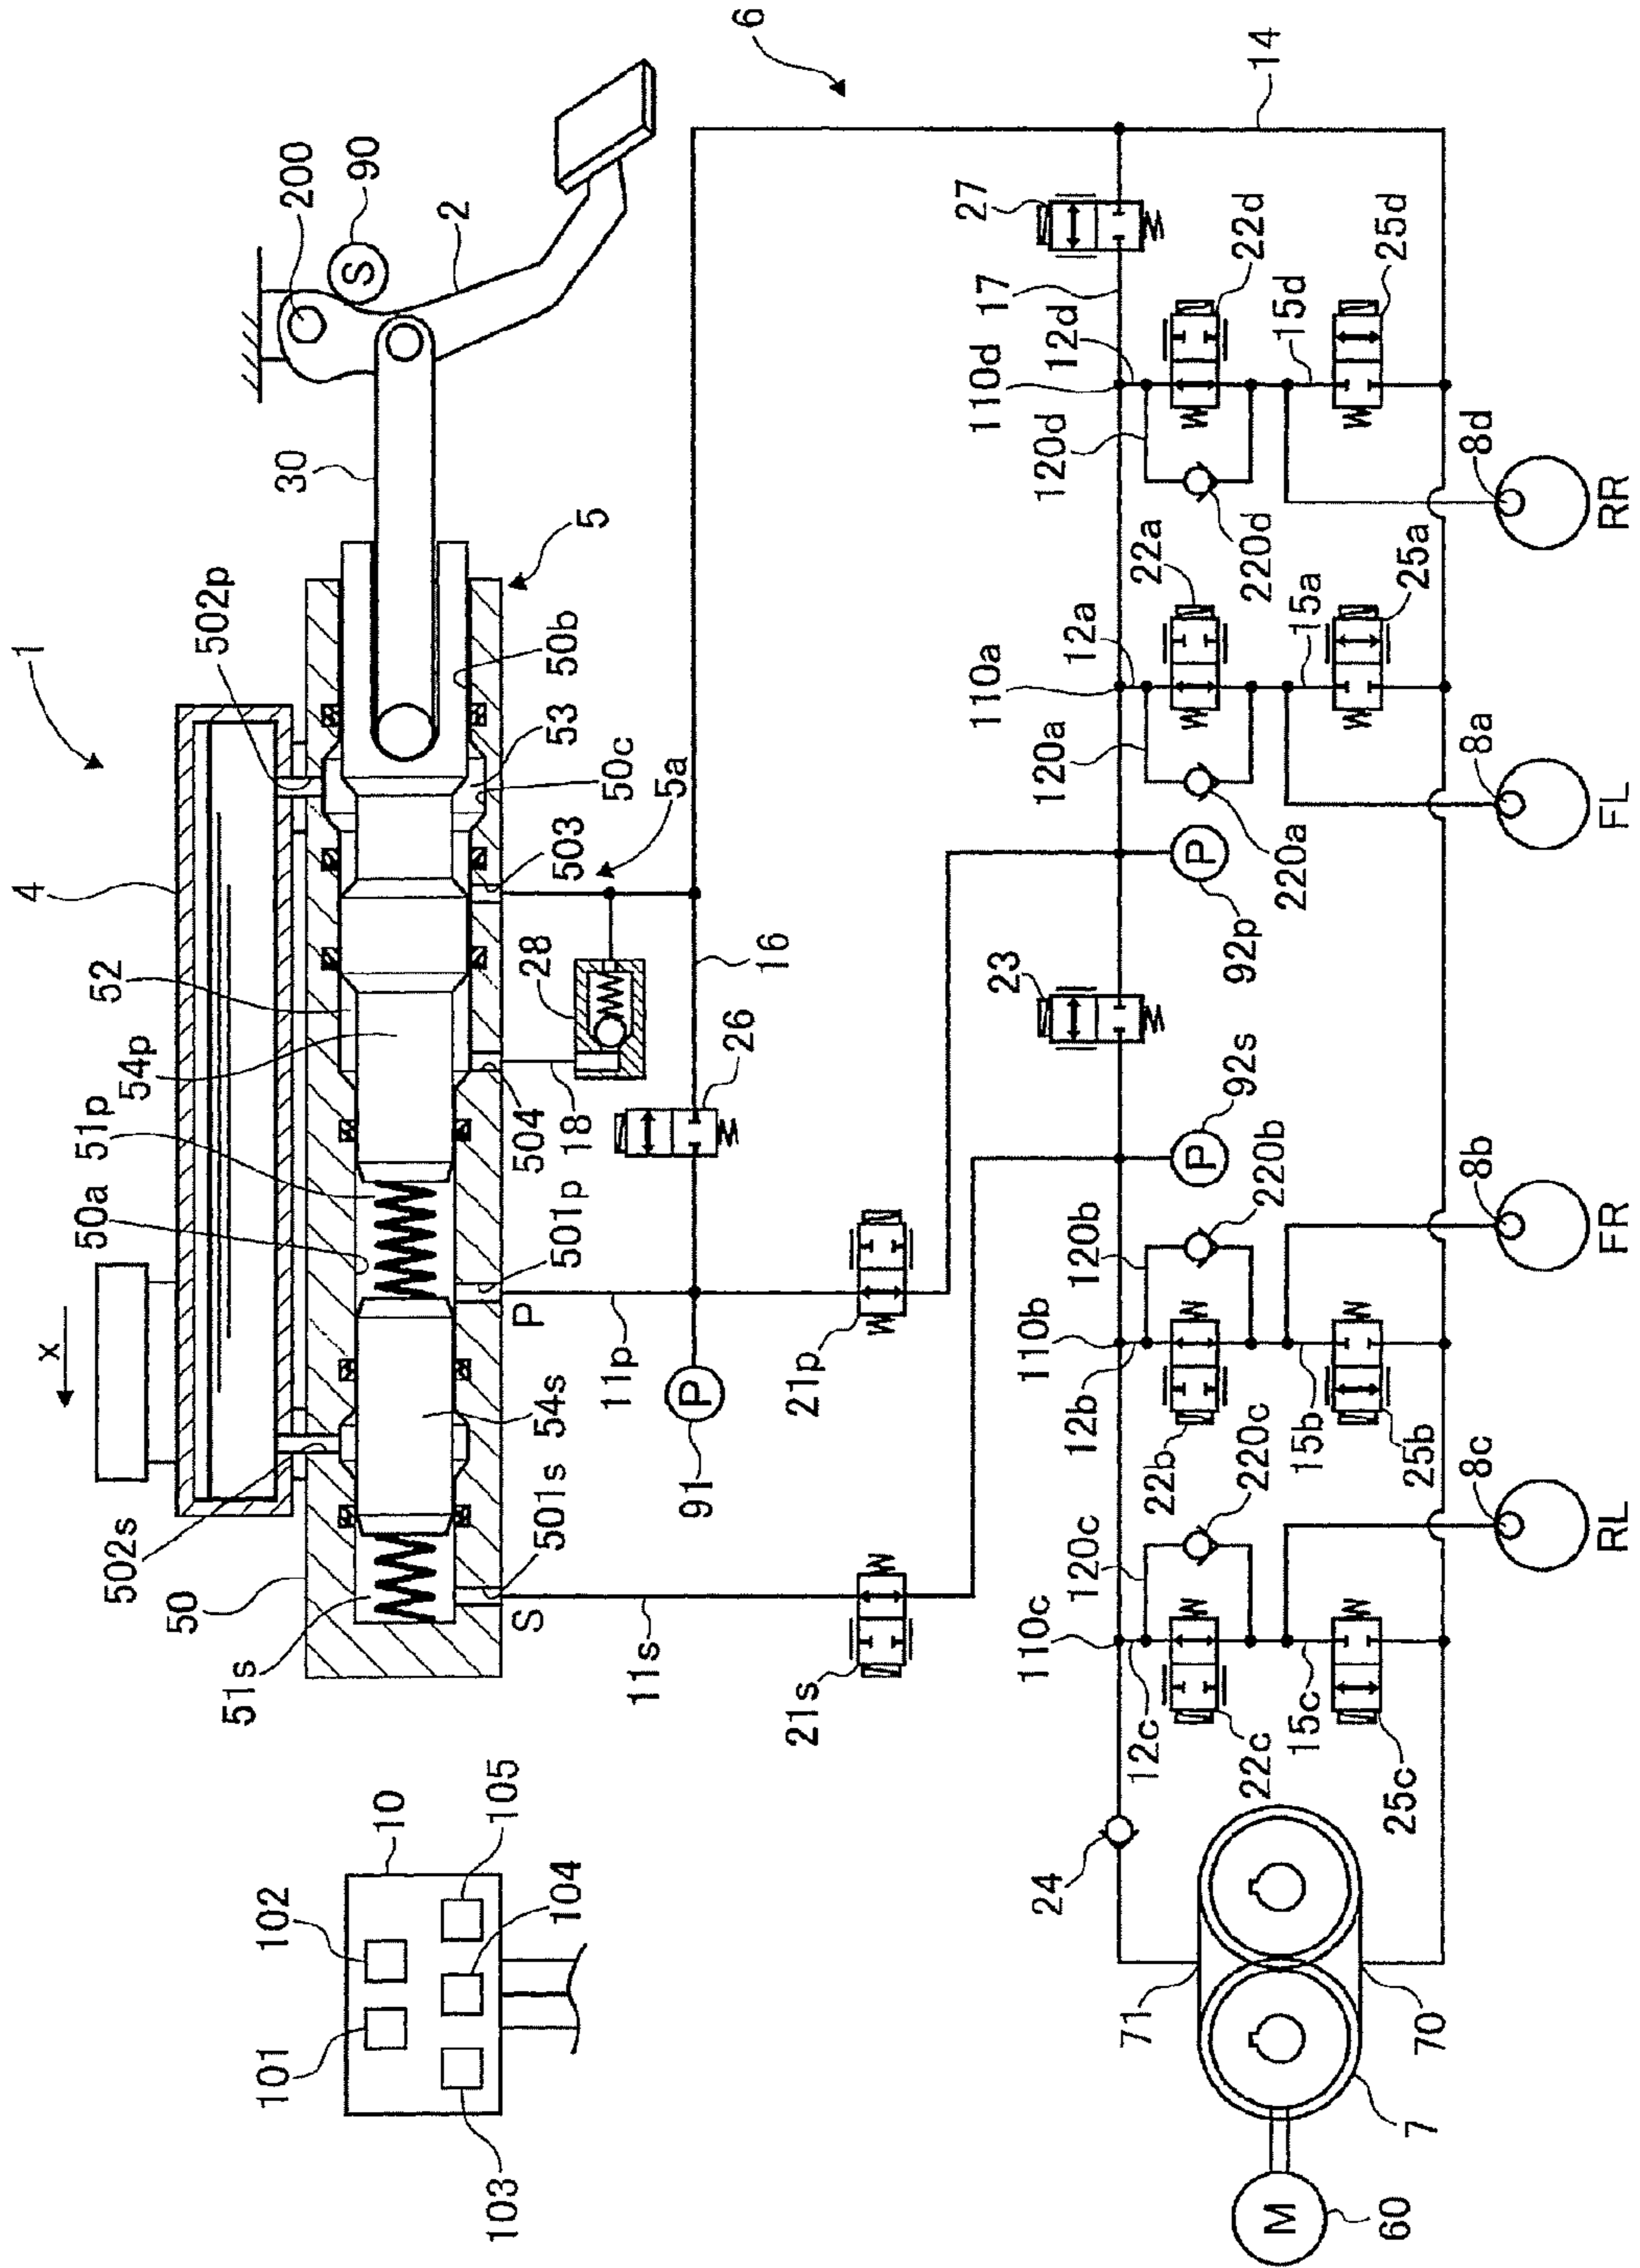 1
6
x
4
502p
200
90
2
30
5
50b
53
50c
5a
503
52
54p
51p
50a
28
16
26
18
504
501p
P
11p
54s
502s
50
51s
501s
S
11s
91
P
21p
21s
S
10
101
102
103
104
105
14
27
17
110d
12d
22d
15d
25d
120d
220d
8d
RR
110a
12a
22a
15a
25a
120a
220a
8a
FL
P
92p
23
P
92s
110b
12b
120b
220b
22b
15b
25b
8b
FR
110c
12c
120c
220c
22c
15c
25c
8c
RL
24
71
70
7
M
60